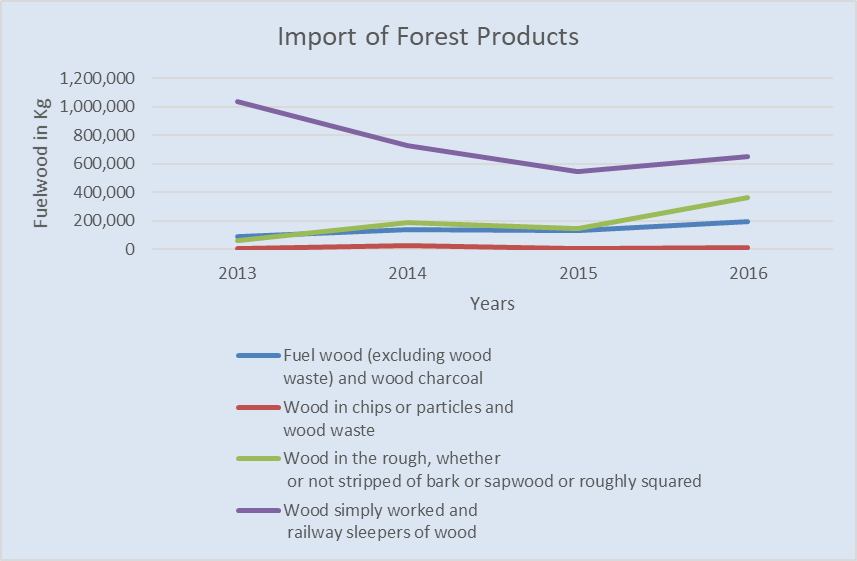 Import of Forest Products
Fuelwood in Kg
1,200,000
1,000,000
800,000
600,000
400,000
200,000
0
2013 2014 2015 2016
Years
Fuel wood (excluding wood
waste) and wood charcoal
Wood in chips or particles and
wood waste
Wood in the rough, whether
or not stripped of bark or sapwood or roughly squared
Wood simply worked and
railway sleepers of wood